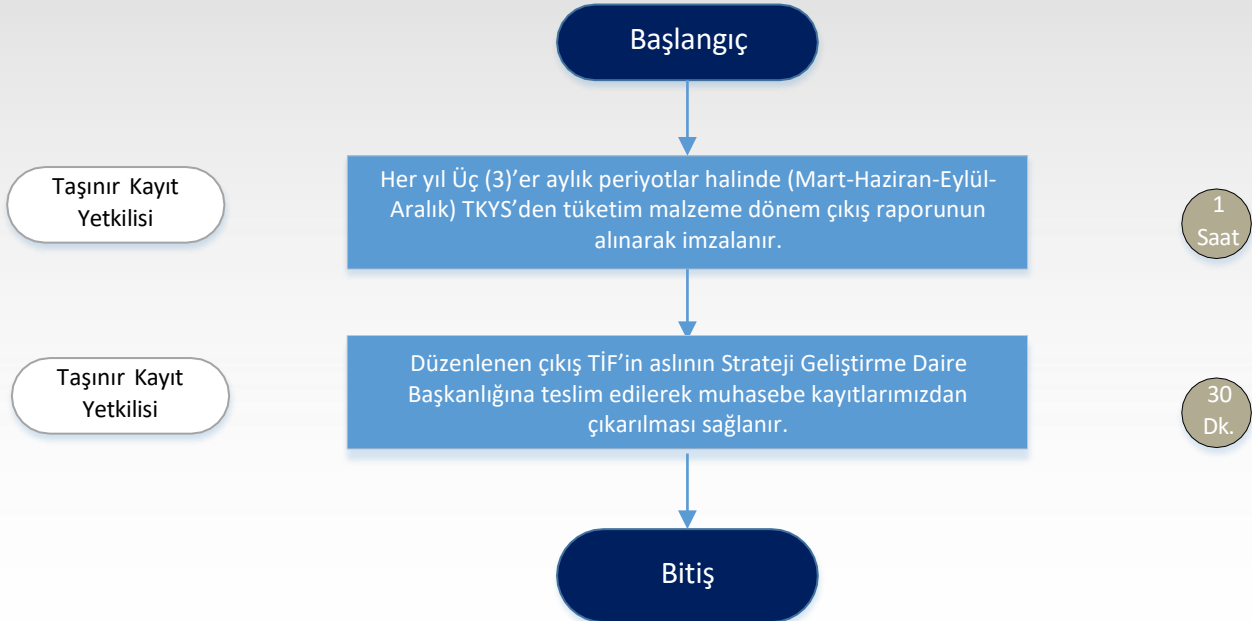 Başlangıç
Taşınır Kayıt
Yetkilisi
Her yıl Üç (3)’er aylık periyotlar halinde (Mart-Haziran-Eylül-
Aralık) TKYS’den tüketim malzeme dönem çıkış raporunun
alınarak imzalanır.
1
Saat
Taşınır Kayıt
Yetkilisi
Düzenlenen çıkış TİF’in aslının Strateji Geliştirme Daire
Başkanlığına teslim edilerek muhasebe kayıtlarımızdan
çıkarılması sağlanır.
30
Dk.
Bitiş